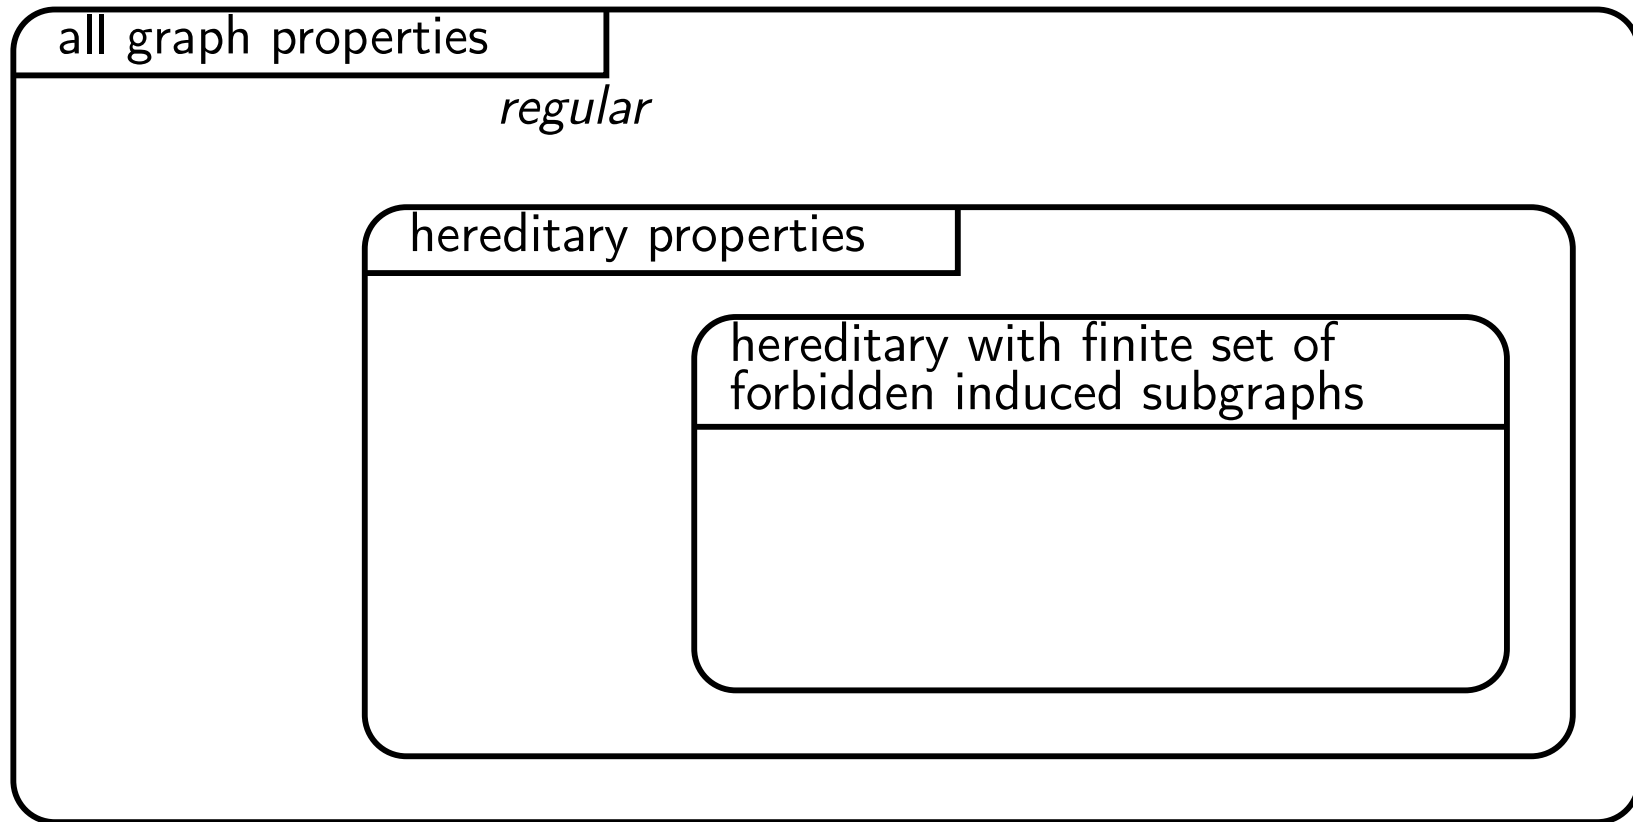 all graph properties
regular
hereditary properties
hereditary with finite set of
forbidden induced subgraphs